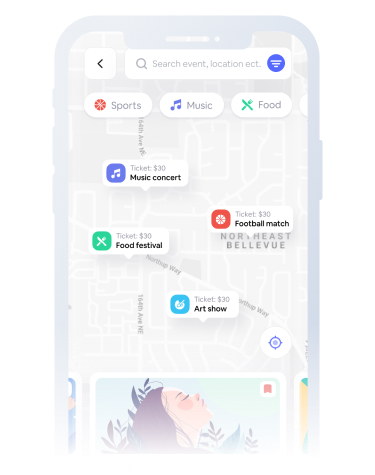 Search event, location ect.
Sports
Music
Food
164th Ave NE
Ticket: $30
Music concert
Ticket: $30
Football match
NORTHEAST
BELLEVUE
Ticket: $30
Food festival
Northup Way
Ticket: $30
Art show
164th Ave NE